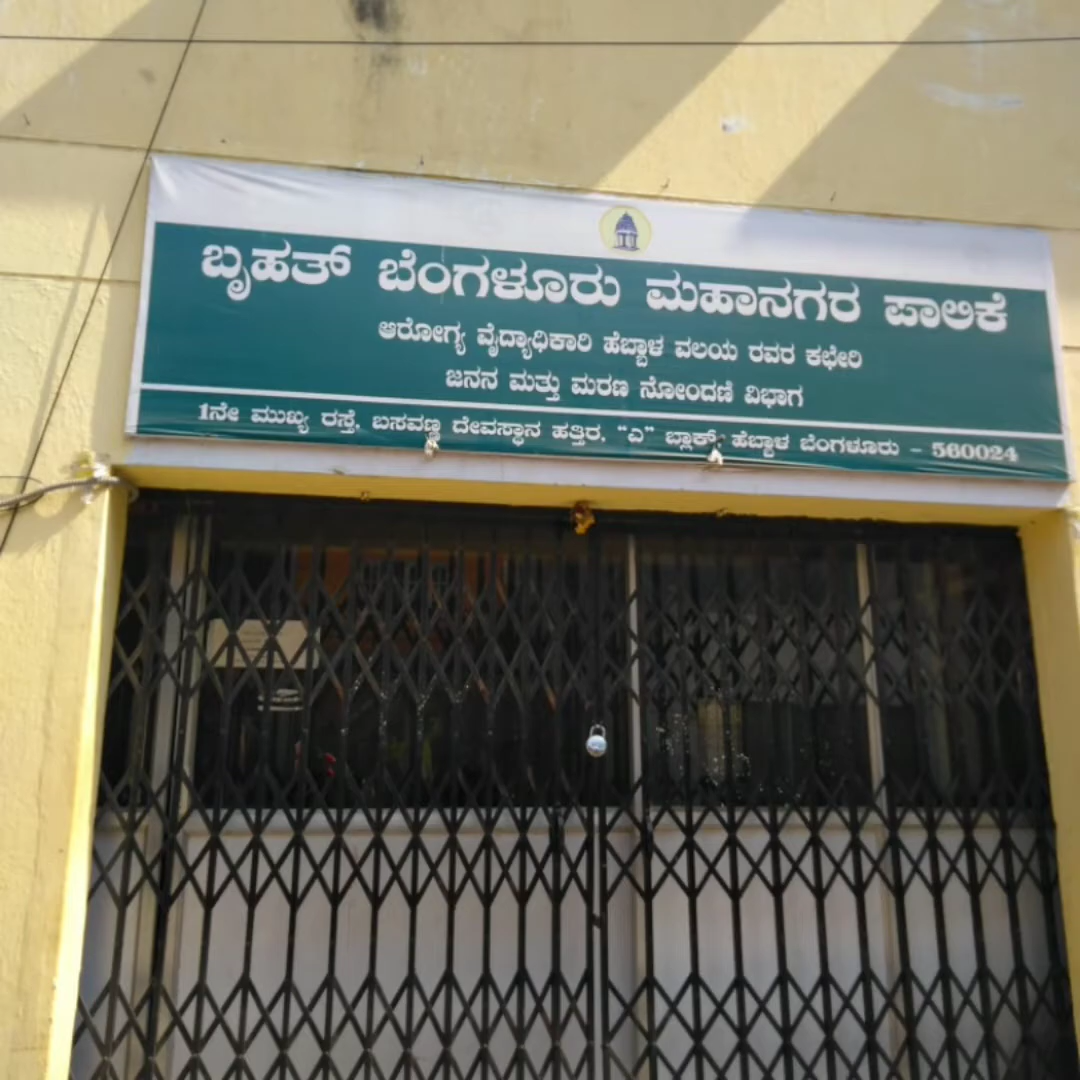 ಬೃಹತ್ ಬೆಂಗಳೂರು ಮಹಾನಗರ ಪಾಲಿಕೆ
ಆರೋಗ್ಯ ವೈದ್ಯಾಧಿಕಾರಿ ಹೆಬ್ಬಾಳ ವಲಯ ರವರ ಕಛೇರಿ
ಜನನ ಮತ್ತು ಮರಣ ನೋಂದಣಿ ವಿಭಾಗ
1ನೇ ಮುಖ್ಯ ರಸ್ತೆ, ಬಸವಣ್ಣ ದೇವಸ್ಥಾನ ಹತ್ತಿರ, "ಎ" ಬ್ಲಾಕ್, ಹೆಬ್ಬಾಳ ಬೆಂಗಳೂರು - 560024